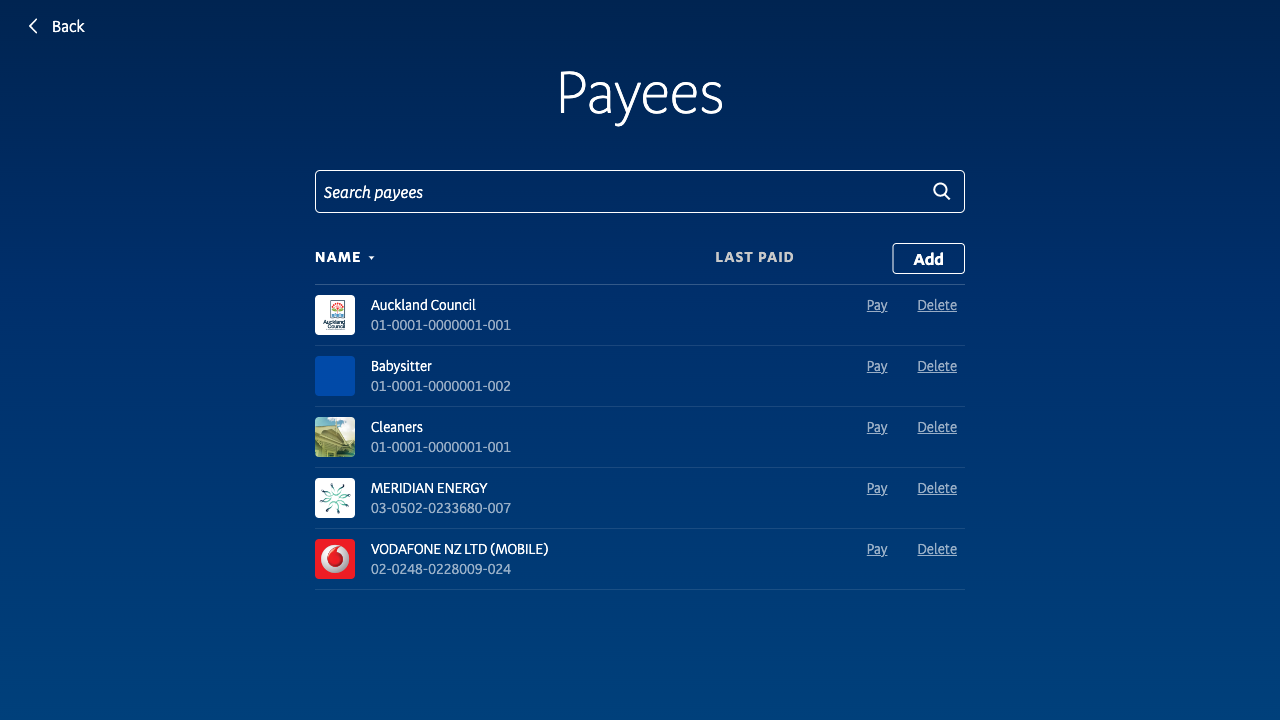 Back
Payees
Search payees
NAME LAST PAID Add
Auckland Council Pay Delete
01-0001-0000001-001
Auckland
Council
Babysitter Pay Delete
01-0001-0000001-002
Cleaners Pay Delete
01-0001-0000001-001
MERIDIAN ENERGY Pay Delete
03-0502-0233680-007
VODAFONE NZ LTD (MOBILE) Pay Delete
02-0248-0228009-024